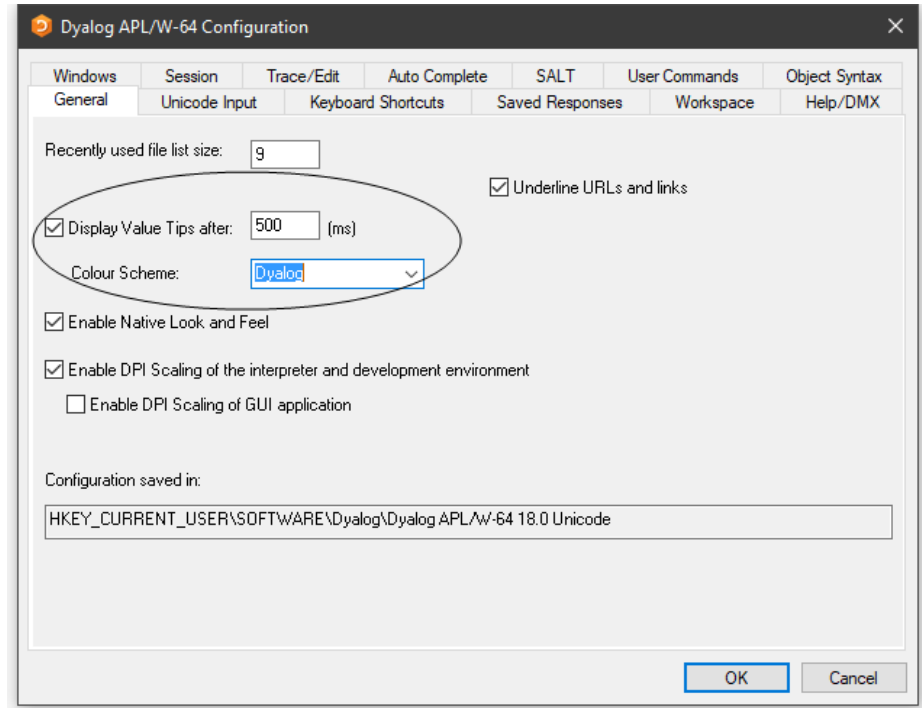 Dyalog APL/W-64 Configuration
Windows Session Trace/Edit Auto Complete SALT User Commands Object Syntax
General Unicode Input Keyboard Shortcuts Saved Responses Workspace Help/DMX
Recently used file list size: 9
Underline URLs and links
Display Value Tips after: 500 (ms)
Colour Scheme: Dyalog
Enable Native Look and Feel
Enable DPI Scaling of the interpreter and development environment
Enable DPI Scaling of GUI application
Configuration saved in:
HKEY_CURRENT_USER\SOFTWARE\Dyalog\Dyalog APL/W-64 18.0 Unicode
OK Cancel